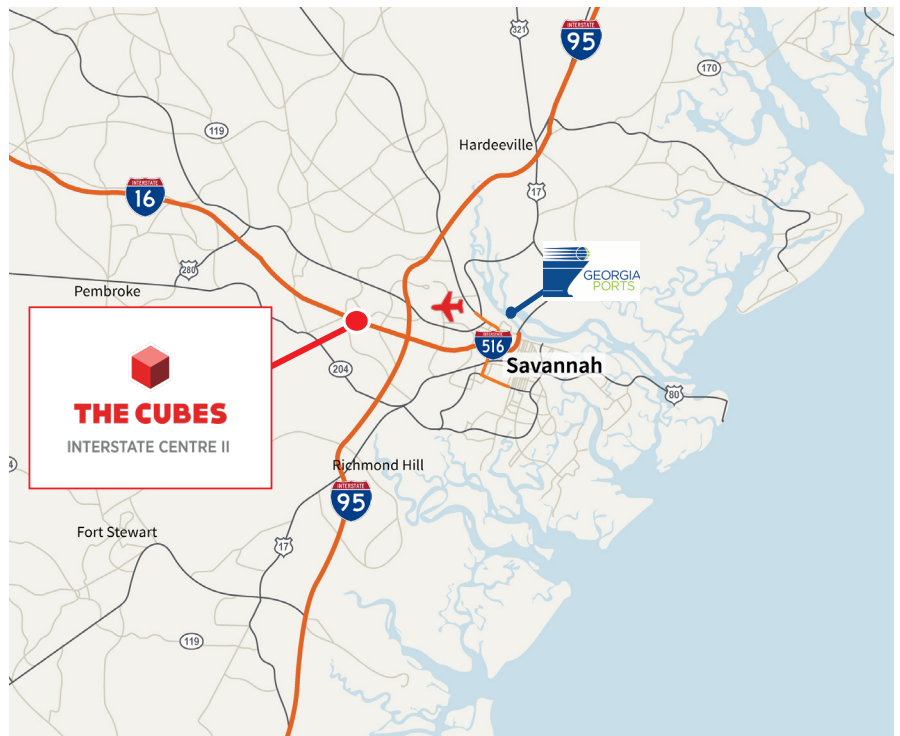 321
INTERSTATE
95
170
119
Hardeeville
INTERSTATE
16
17
280
GEORGIA
PORTS
Pembroke
INTERSTATE
516
Savannah
204
80
THE CUBES
INTERSTATE CENTRE II
Richmond Hill
INTERSTATE
95
Fort Stewart
17
119